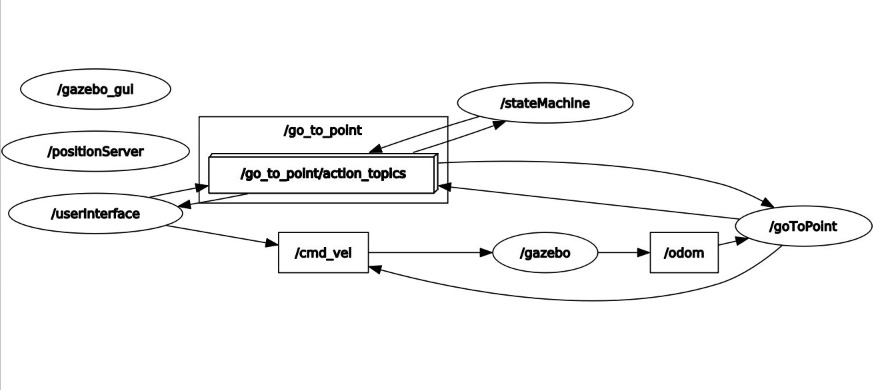 /gazebo_gui
/stateMachine
/go_to_point
/positionServer
/go_to_point/action_topics
/userInterface
/goToPoint
/cmd_vel
/gazebo
/odom